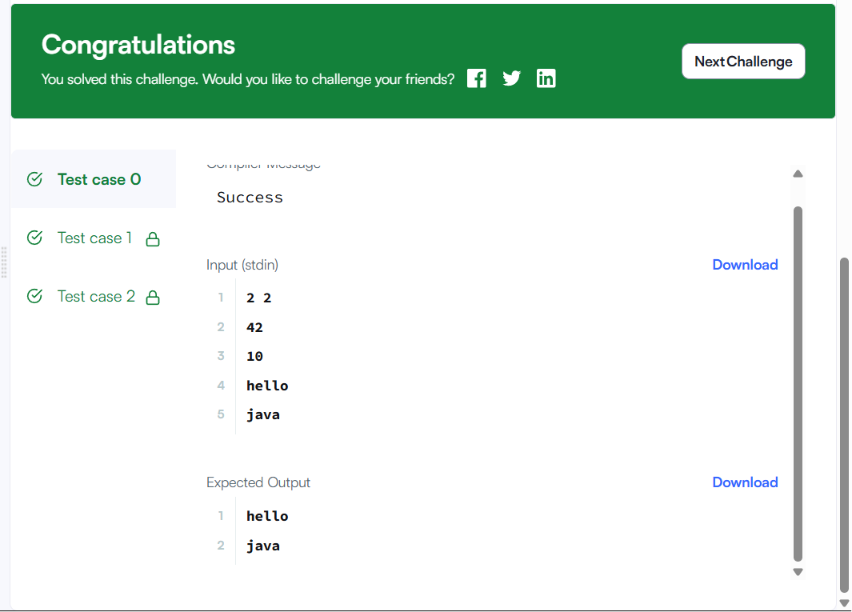 Congratulations
You solved this challenge. Would you like to challenge your friends?
Next Challenge
Test case 0
Test case 1
Test case 2
Compiler Message
Success
Input (stdin)
Download
1 2 2
2 42
3 10
4 hello
5 java
Expected Output
Download
1 hello
2 java